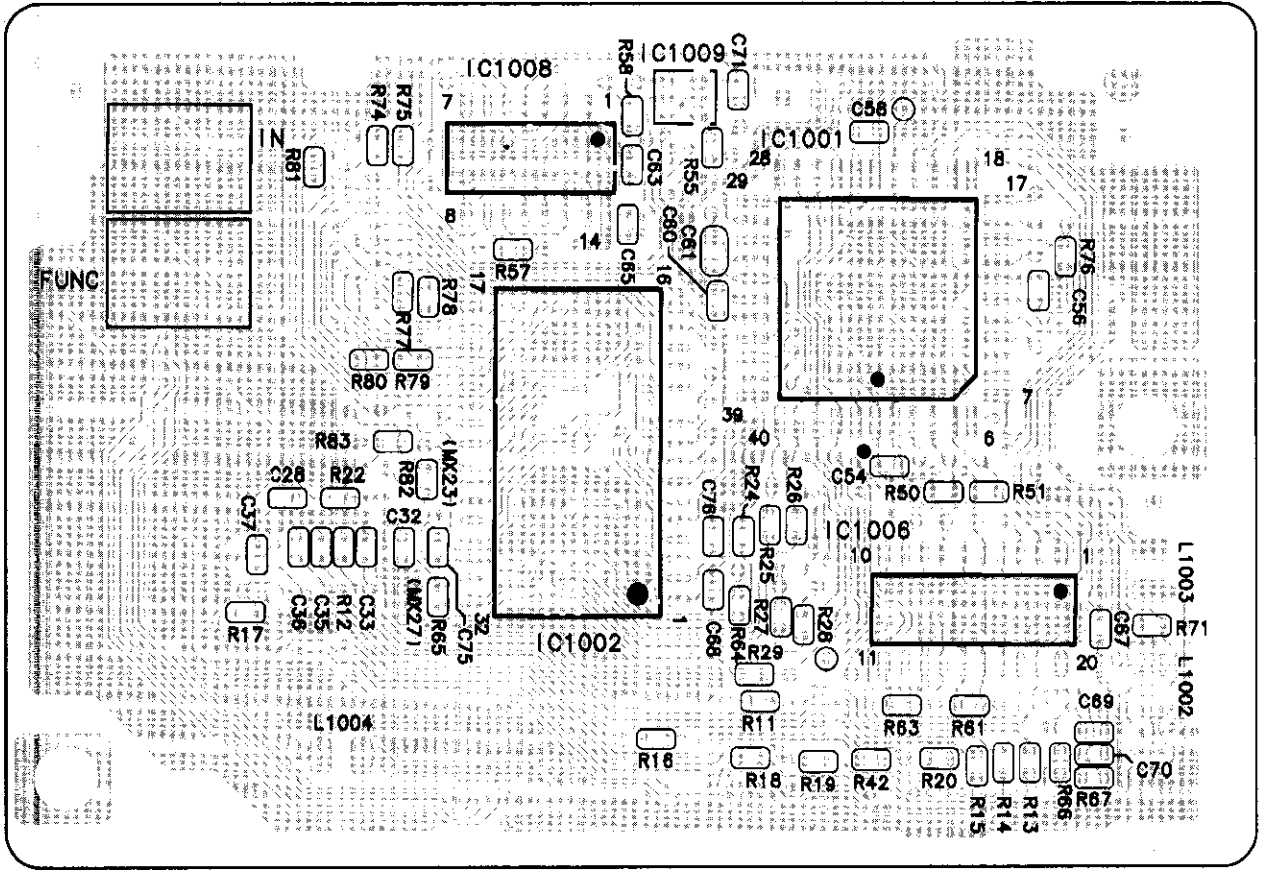 IC1008
R58
IC1009
C71
R74
R75
7
1
C58
IN
R81
IC1001
C63
R55
28
29
18
17
8
14
C65
C60
C61
16
R57
17
FUNC
R78
R77
R76
C56
R80
R79
7
39
40
6
R83
R82
(MX23)
C28
R22
C54
R50
R51
C37
C32
C76
R24
R26
R25
IC1006
10
1
L1003
R17
C36
C35
R12
C33
(MX27)
R65
C75
32
IC1002
1
C68
R64
R27
R28
R29
11
20
C67
R71
L1002
L1004
R11
R63
R61
C69
R16
R18
R19
R42
R20
R15
R14
R13
R66
R67
C70